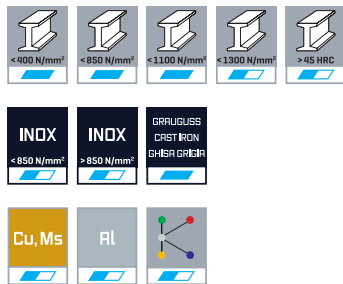 <400 N/mm² <850 N/mm² <1100 N/mm² <1300 N/mm² >45 HRC
INOX INOX GRAUGUSS
CAST IRON
GHISA GRIGIA
<850 N/mm² >850 N/mm²
Cu, Ms Al